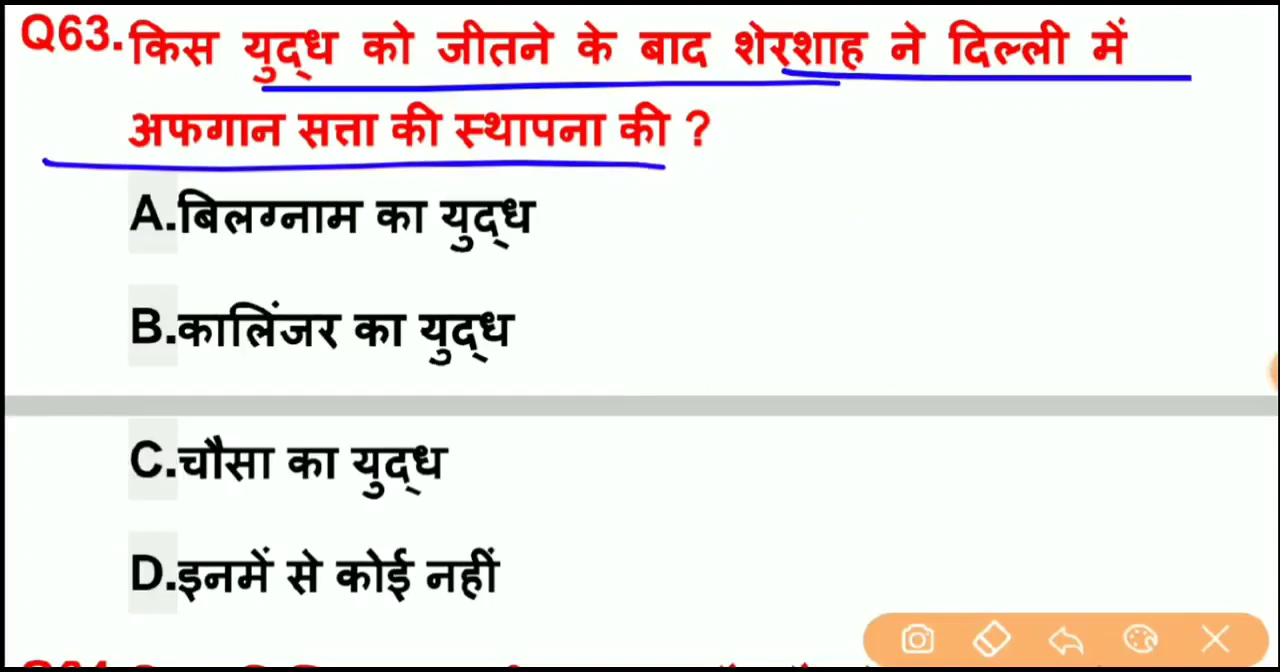 Q63. किस युद्ध को जीतने के बाद शेरशाह ने दिल्ली में
अफगान सत्ता की स्थापना की ?
A.बिलग्नाम का युद्ध
B.कालिंजर का युद्ध
C.चौसा का युद्ध
D.इनमें से कोई नहीं